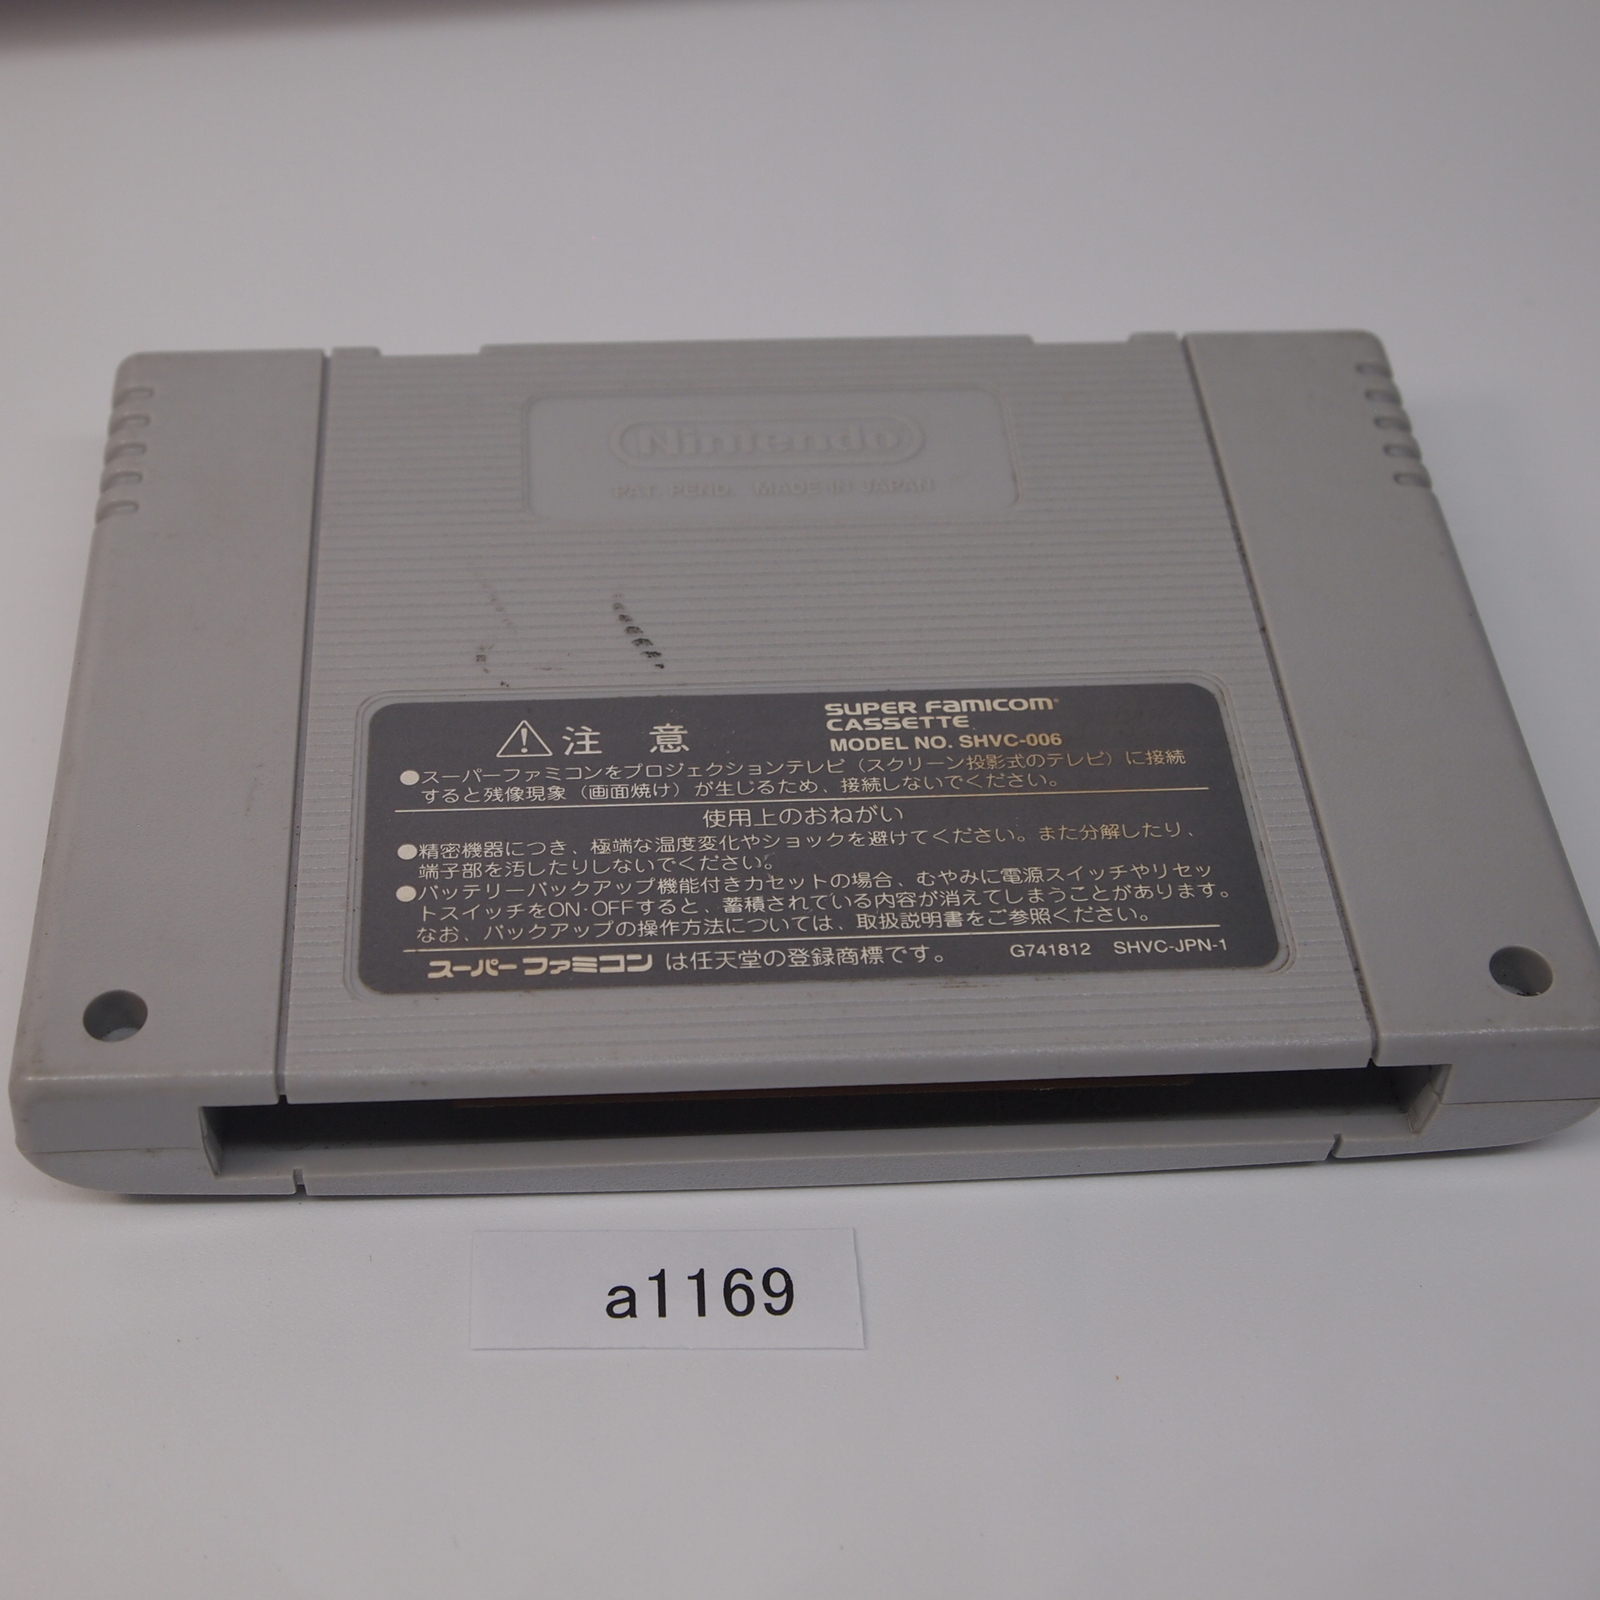 Nintendo
PAT. PEND. MADE IN JAPAN
⚠注 意
SUPER FAMICOM
CASSETTE
MODEL NO. SHVC-006
●スーパーファミコンをプロジェクションテレビ（スクリーン投影式のテレビ）に接続
すると残像現象（画面焼け）が生じるため、接続しないでください。
使用上のおねがい
●精密機器につき、極端な温度変化やショックを避けてください。また分解したり、
端子部を汚したりしないでください。
●バッテリーバックアップ機能付きカセットの場合、むやみに電源スイッチやリセッ
トスイッチをON·OFFすると、蓄積されている内容が消えてしまうことがあります。
なお、バックアップの操作方法については、取扱説明書をご参照ください。
スーパーファミコンは任天堂の登録商標です。 G741812 SHVC-JPN-1
a1169